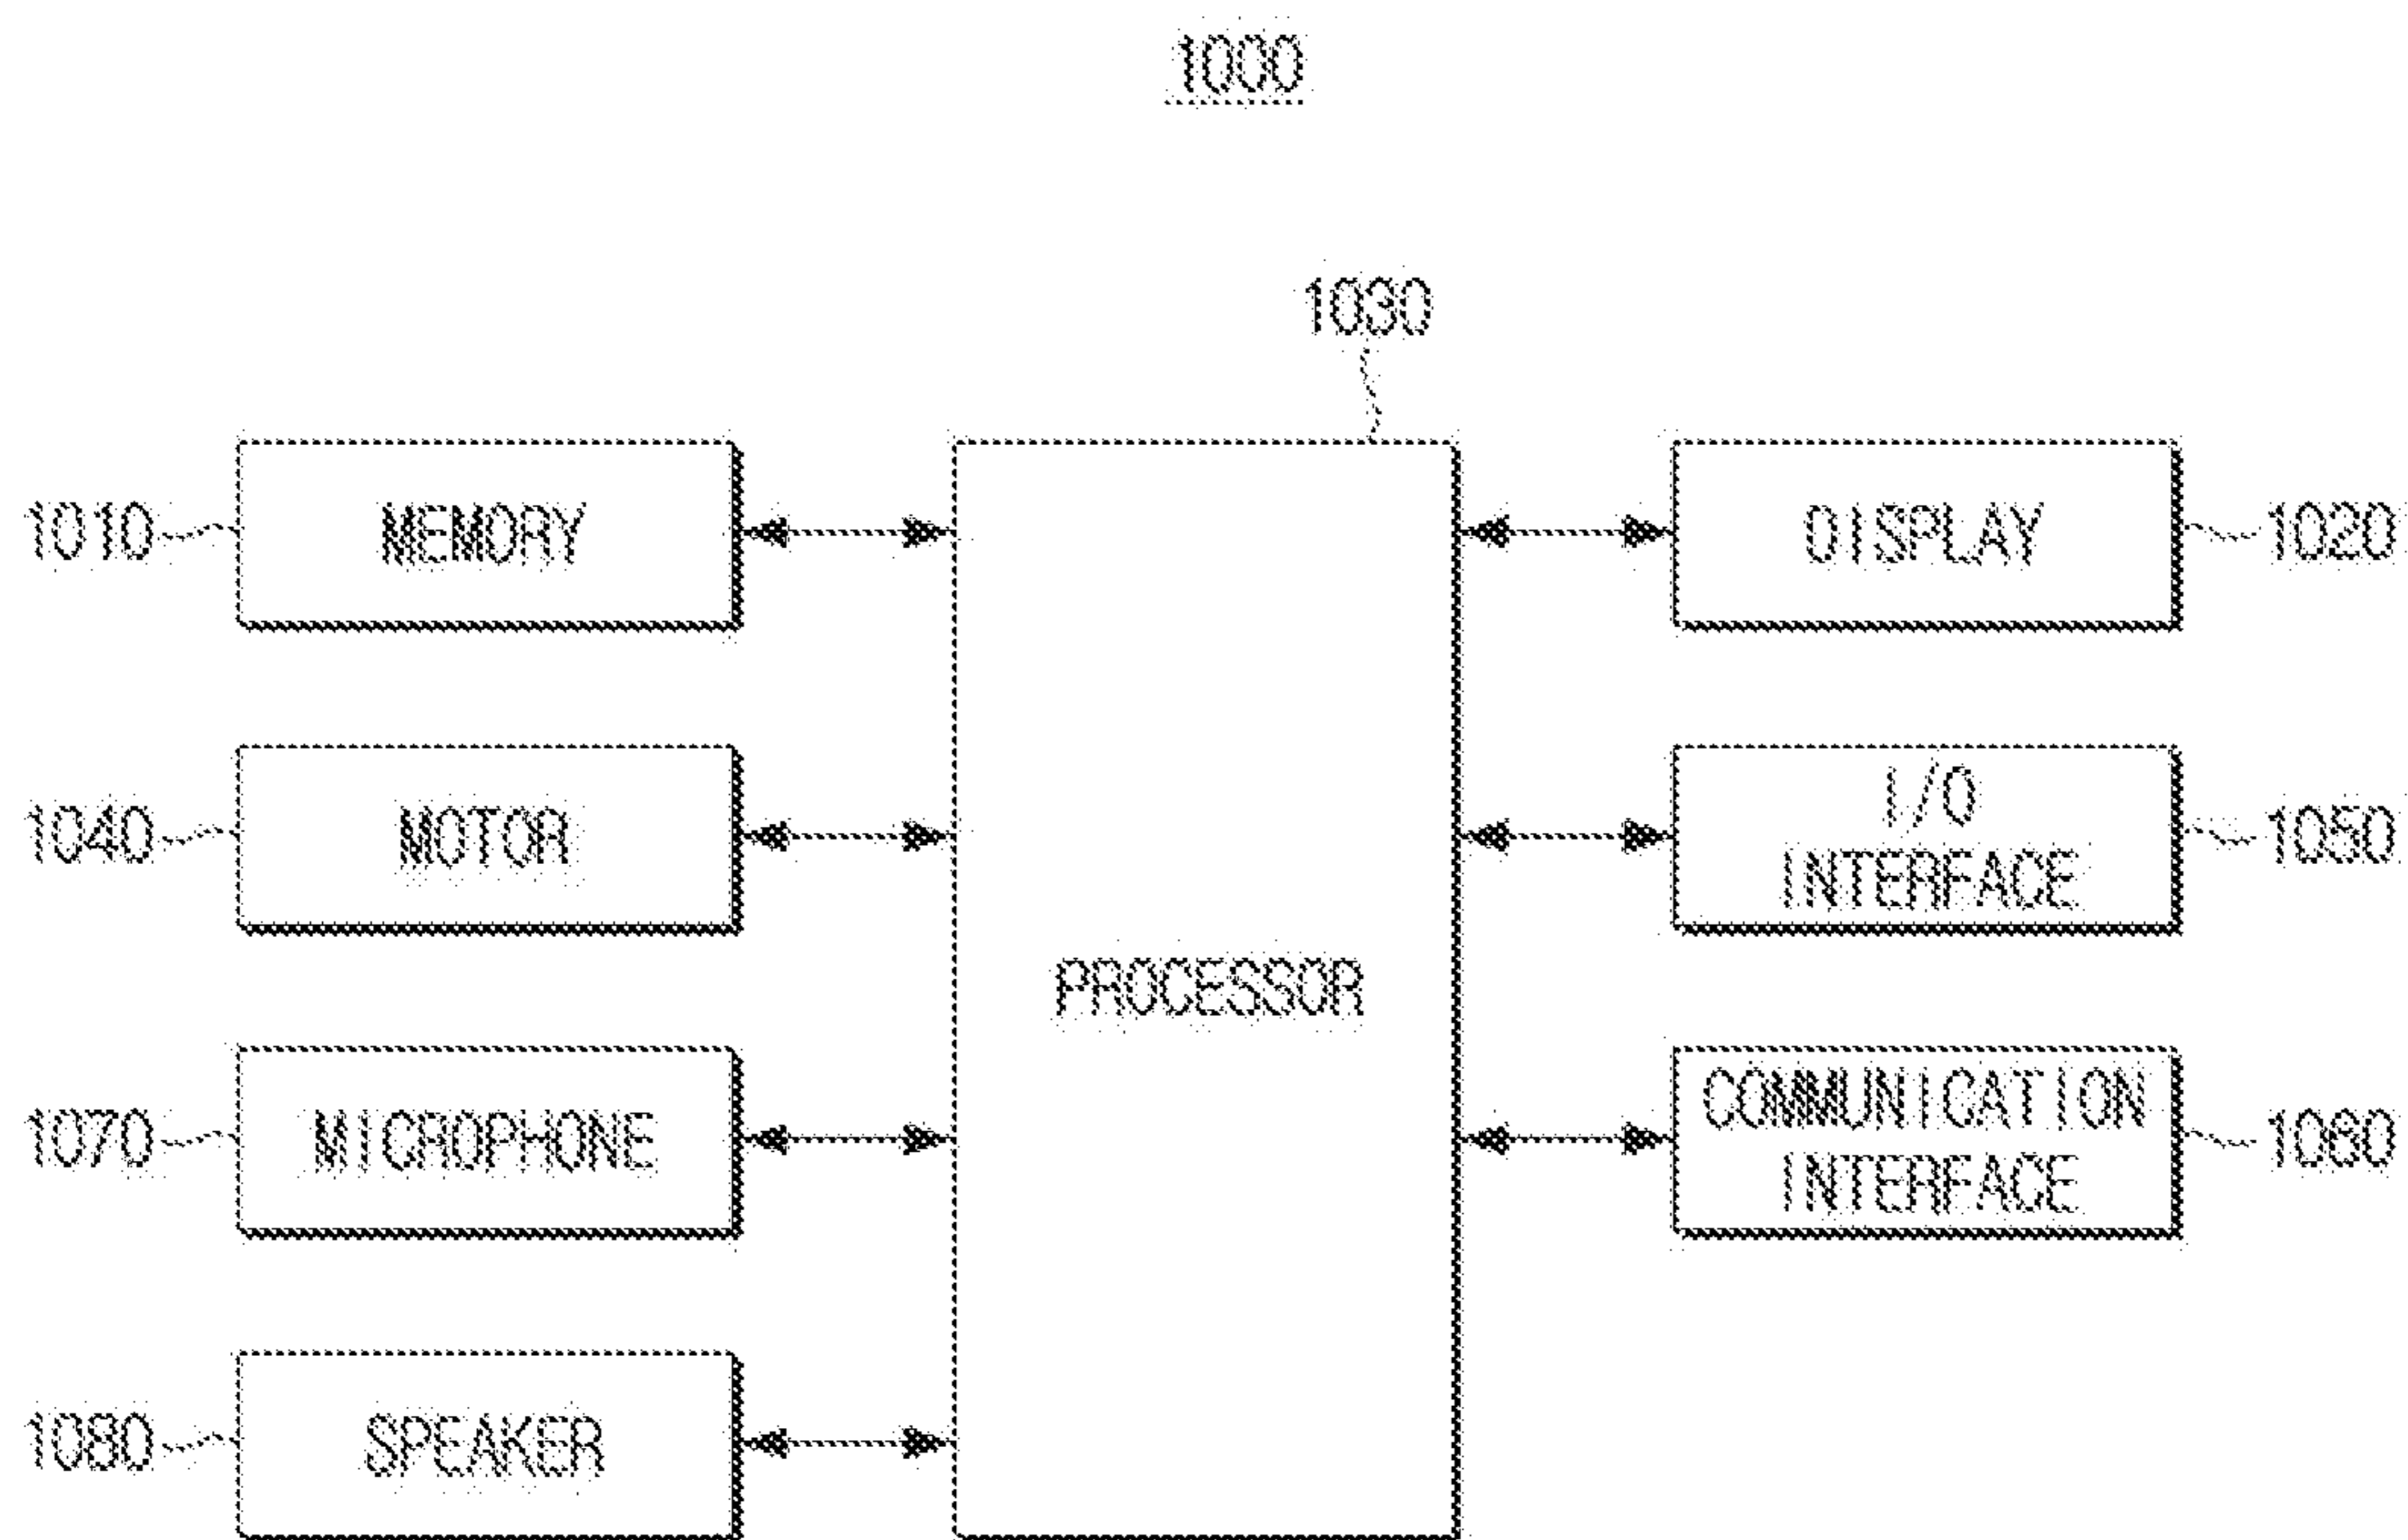 1000
1030
1010
MEMORY
DISPLAY
1020
1040
MOTOR
I/O
INTERFACE
1050
PROCESSOR
1070
MICROPHONE
COMMUNICATION
INTERFACE
1060
1080
SPEAKER